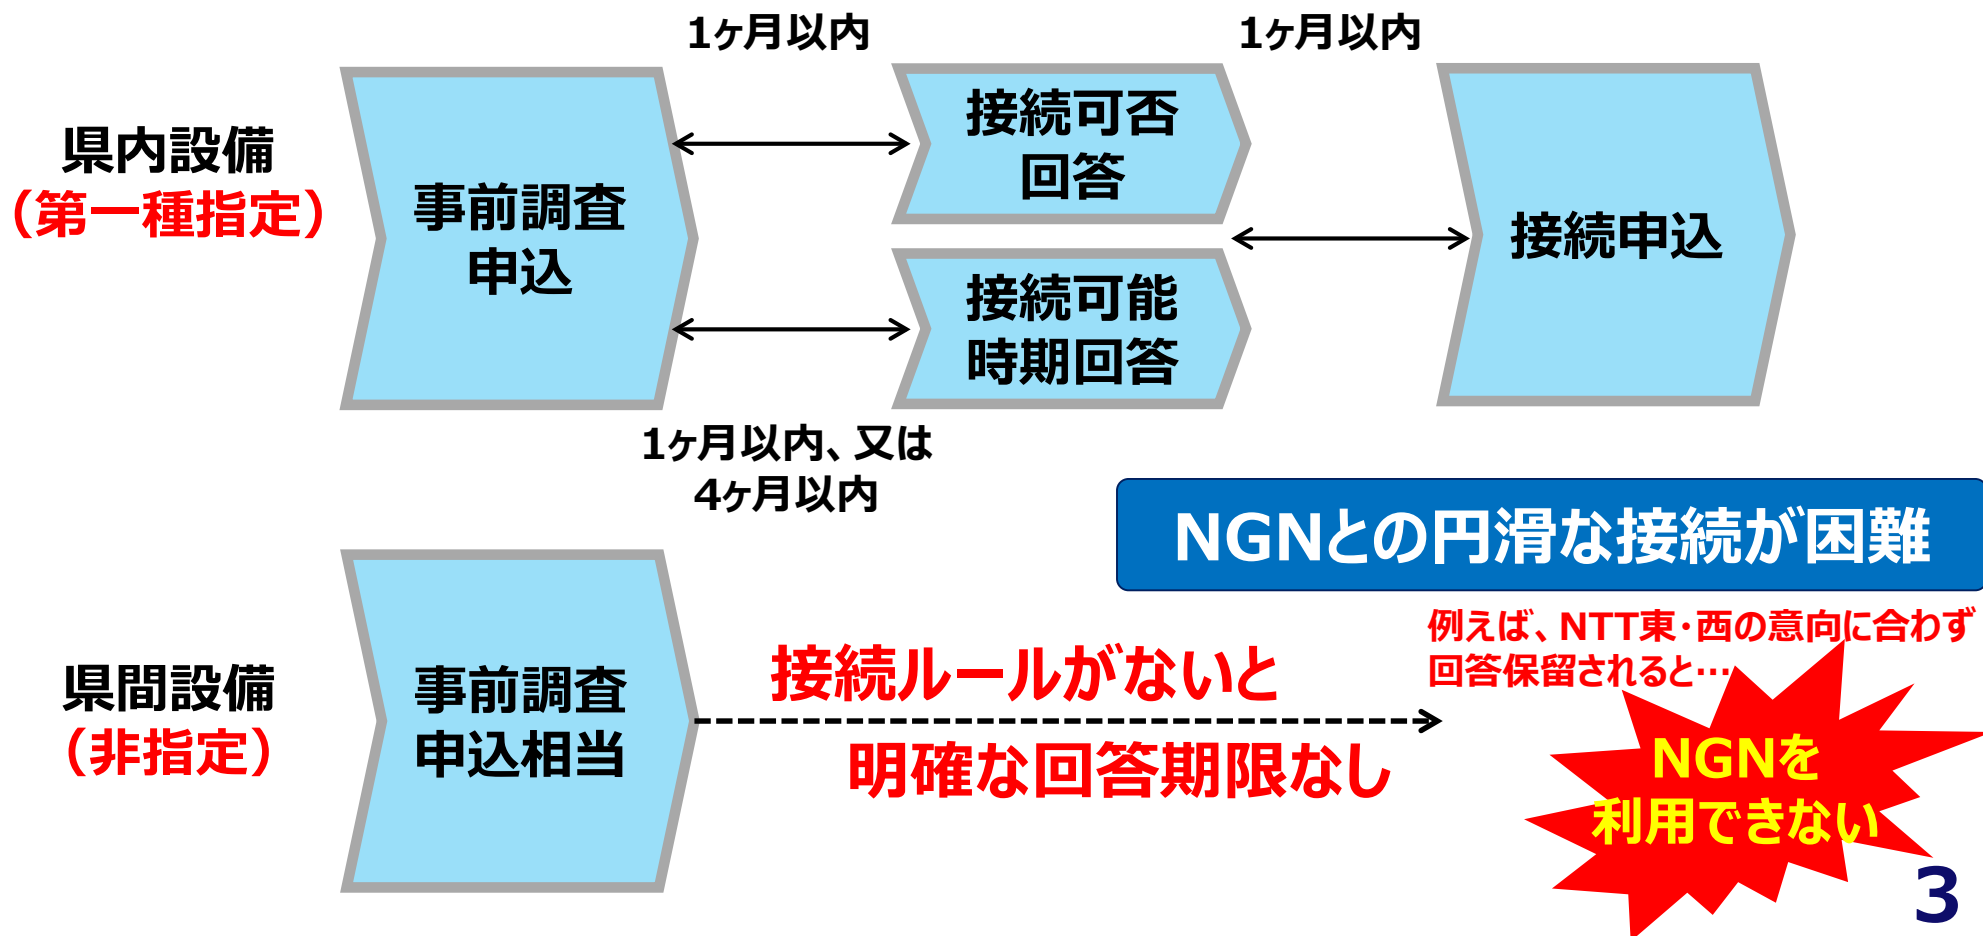 1ヶ月以内
1ヶ月以内
県内設備
（第一種指定）
事前調査
申込
接続可否
回答
接続可能
時期回答
接続申込
1ヶ月以内、又は
4ヶ月以内
NGNとの円滑な接続が困難
例えば、NTT東・西の意向に合わず
回答保留されると…
県間設備
（非指定）
事前調査
申込相当
接続ルールがないと
明確な回答期限なし
NGNを
利用できない
3